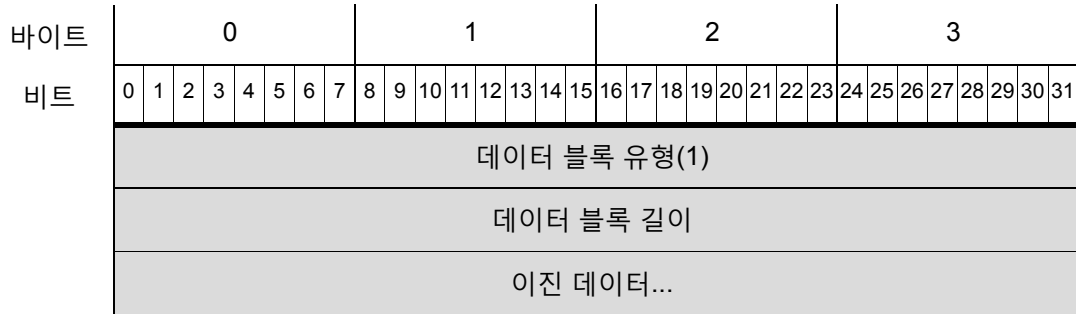 바이트 0 1 2 3
비트 0 1 2 3 4 5 6 7 8 9 10 11 12 13 14 15 16 17 18 19 20 21 22 23 24 25 26 27 28 29 30 31
데이터 블록 유형(1)
데이터 블록 길이
이진 데이터...